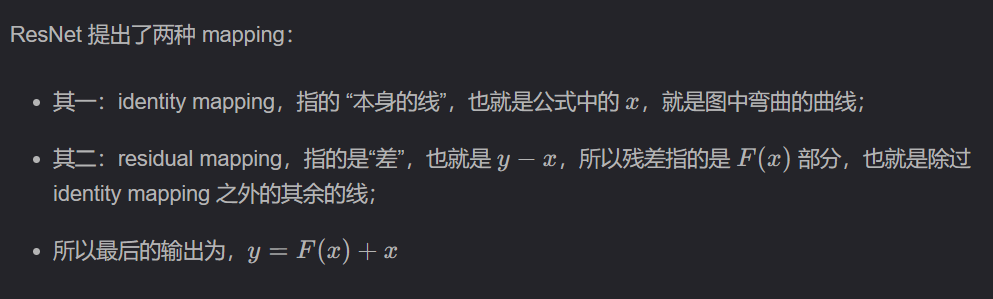 ResNet 提出了两种 mapping：
• 其一：identity mapping，指的 “本身的线”，也就是公式中的 x，就是图中弯曲的曲线；
• 其二：residual mapping，指的是“差”，也就是 y − x，所以残差指的是 F(x) 部分，也就是除过
identity mapping 之外的其余的线；
• 所以最后的输出为，y = F(x) + x